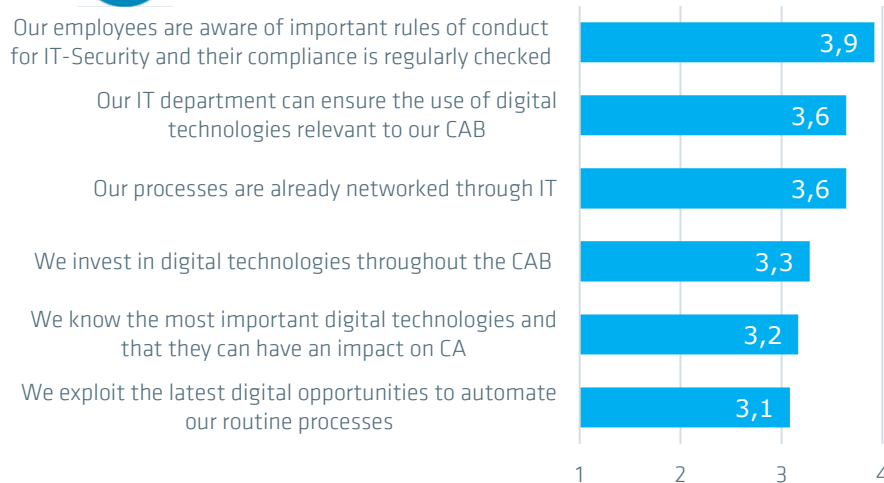 Our employees are aware of important rules of conduct
for IT-Security and their compliance is regularly checked
3,9
Our IT department can ensure the use of digital
technologies relevant to our CAB
3,6
Our processes are already networked through IT
3,6
We invest in digital technologies throughout the CAB
3,3
We know the most important digital technologies and
that they can have an impact on CA
3,2
We exploit the latest digital opportunities to automate
our routine processes
3,1
1 2 3 4